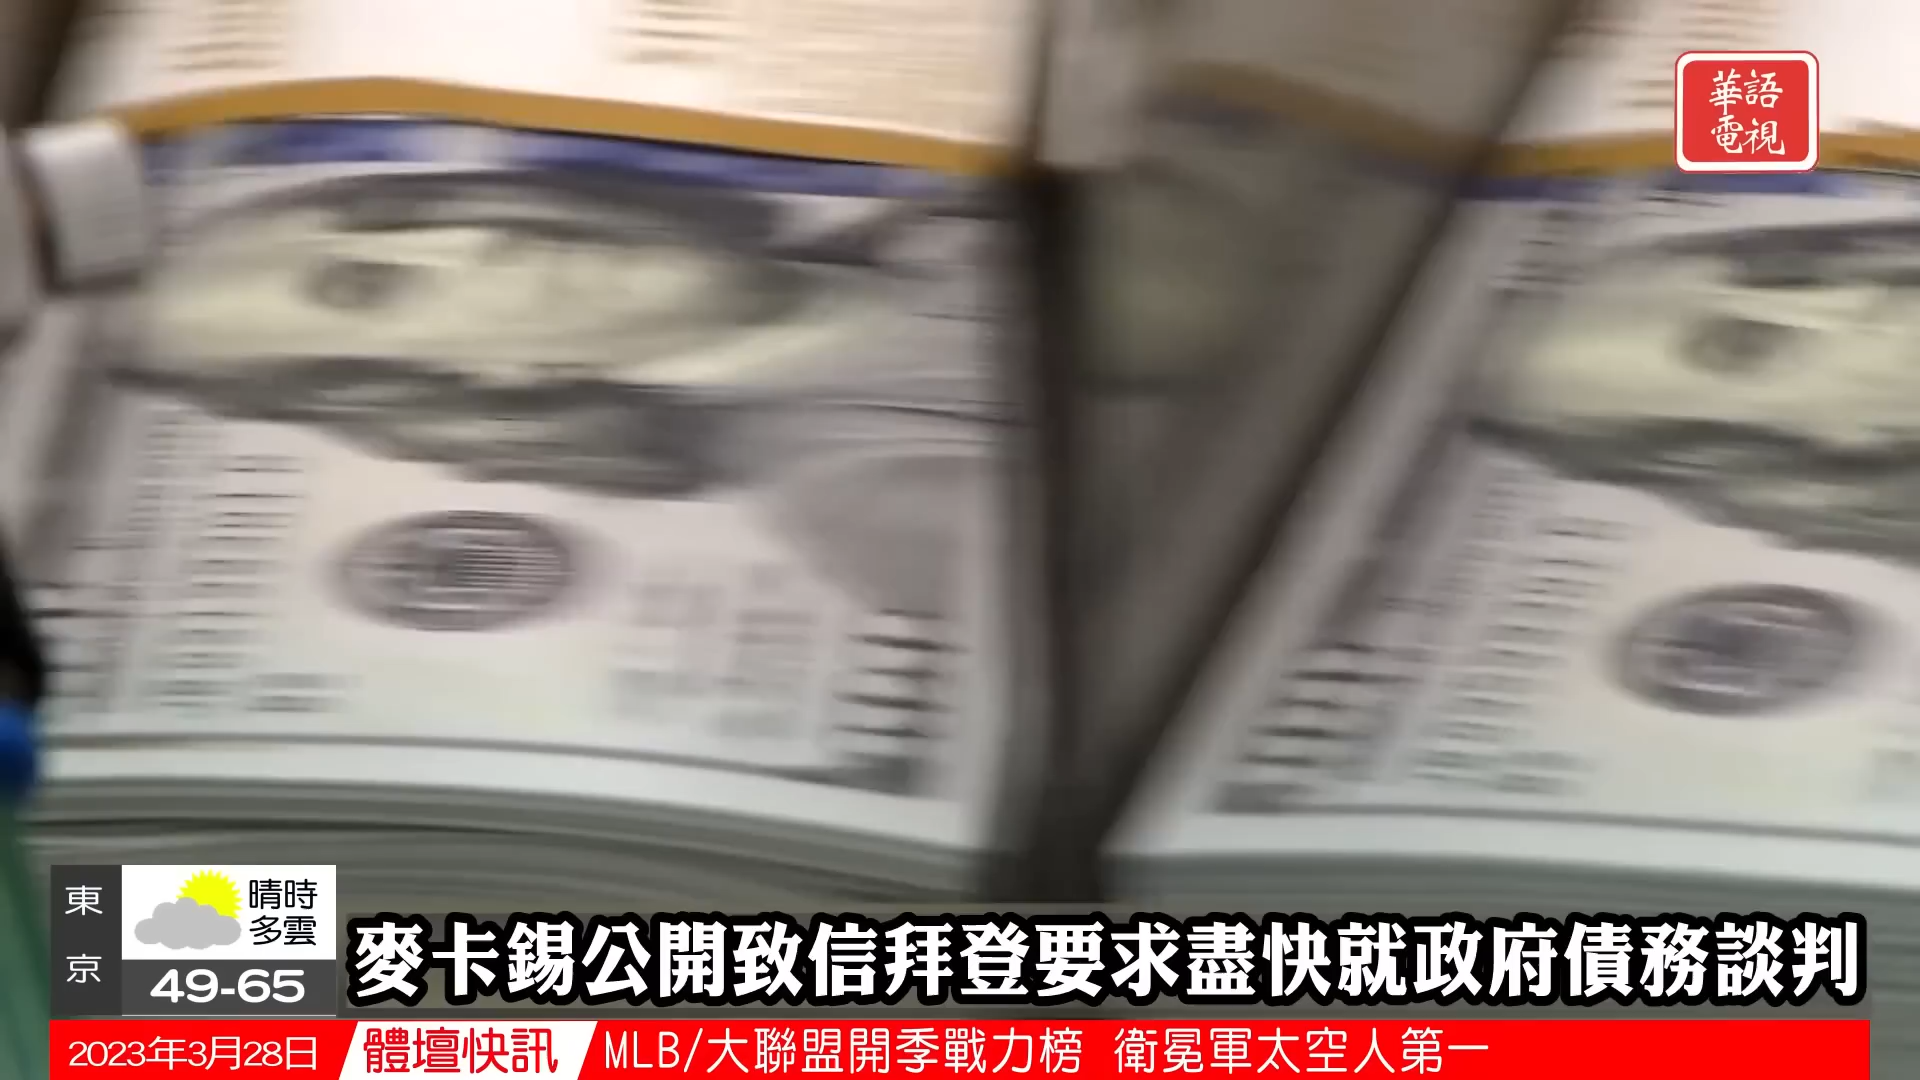 華語
電視
東京
晴時
多雲
49-65
麥卡錫公開致信拜登要求盡快就政府債務談判
2023年3月28日
體壇快訊
MLB/大聯盟開季戰力榜 衛冕軍太空人第一